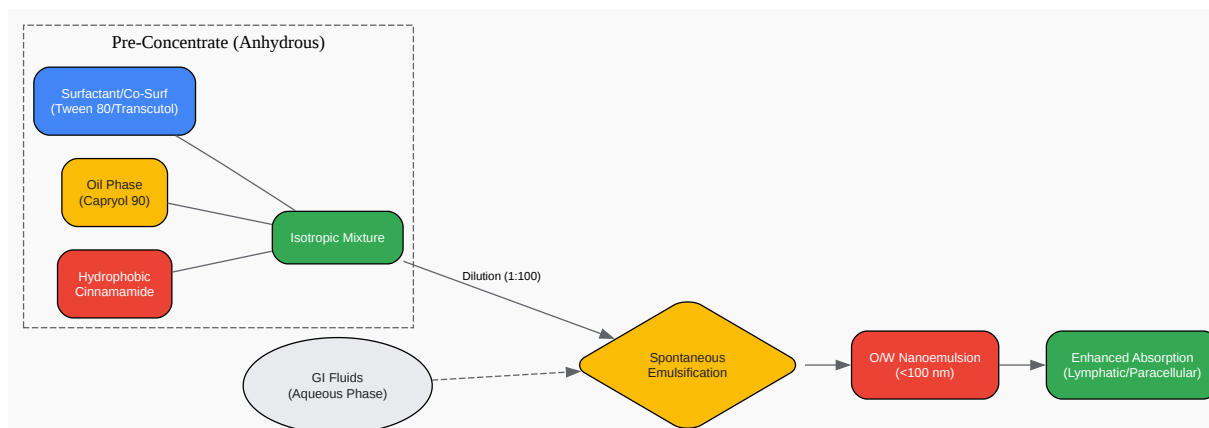 Pre-Concentrate (Anhydrous)
Surfactant/Co-Surf
(Tween 80/Transcutol)
Oil Phase
(Capryol 90)
Hydrophobic
Cinnamamide
Isotropic Mixture
Dilution (1:100)
GI Fluids
(Aqueous Phase)
Spontaneous
Emulsification
O/W Nanoemulsion
(<100 nm)
Enhanced Absorption
(Lymphatic/Paracellular)